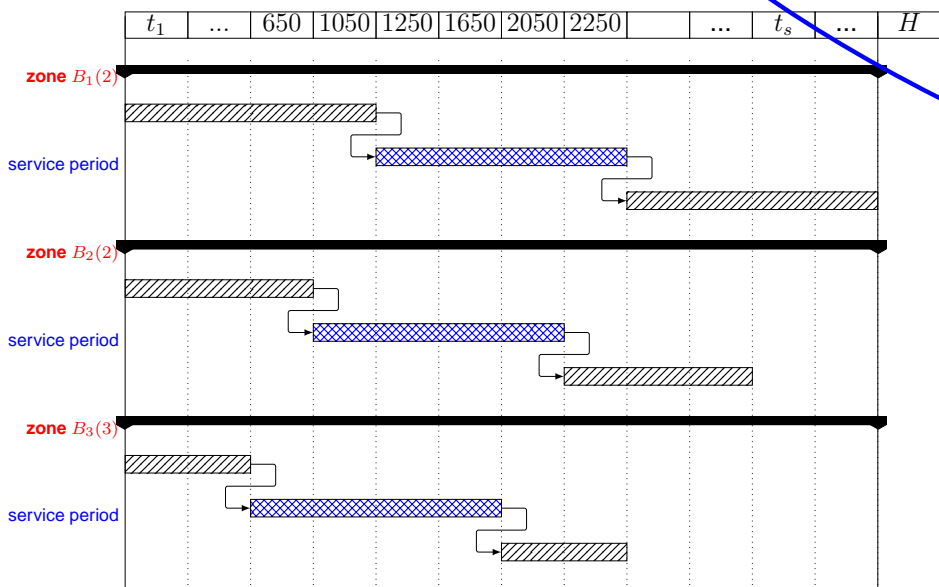 t₁ ... 650 1050 1250 1650 2050 2250 ... tₛ ... H
zone B₁(2)
service period
zone B₂(2)
service period
zone B₃(3)
service period